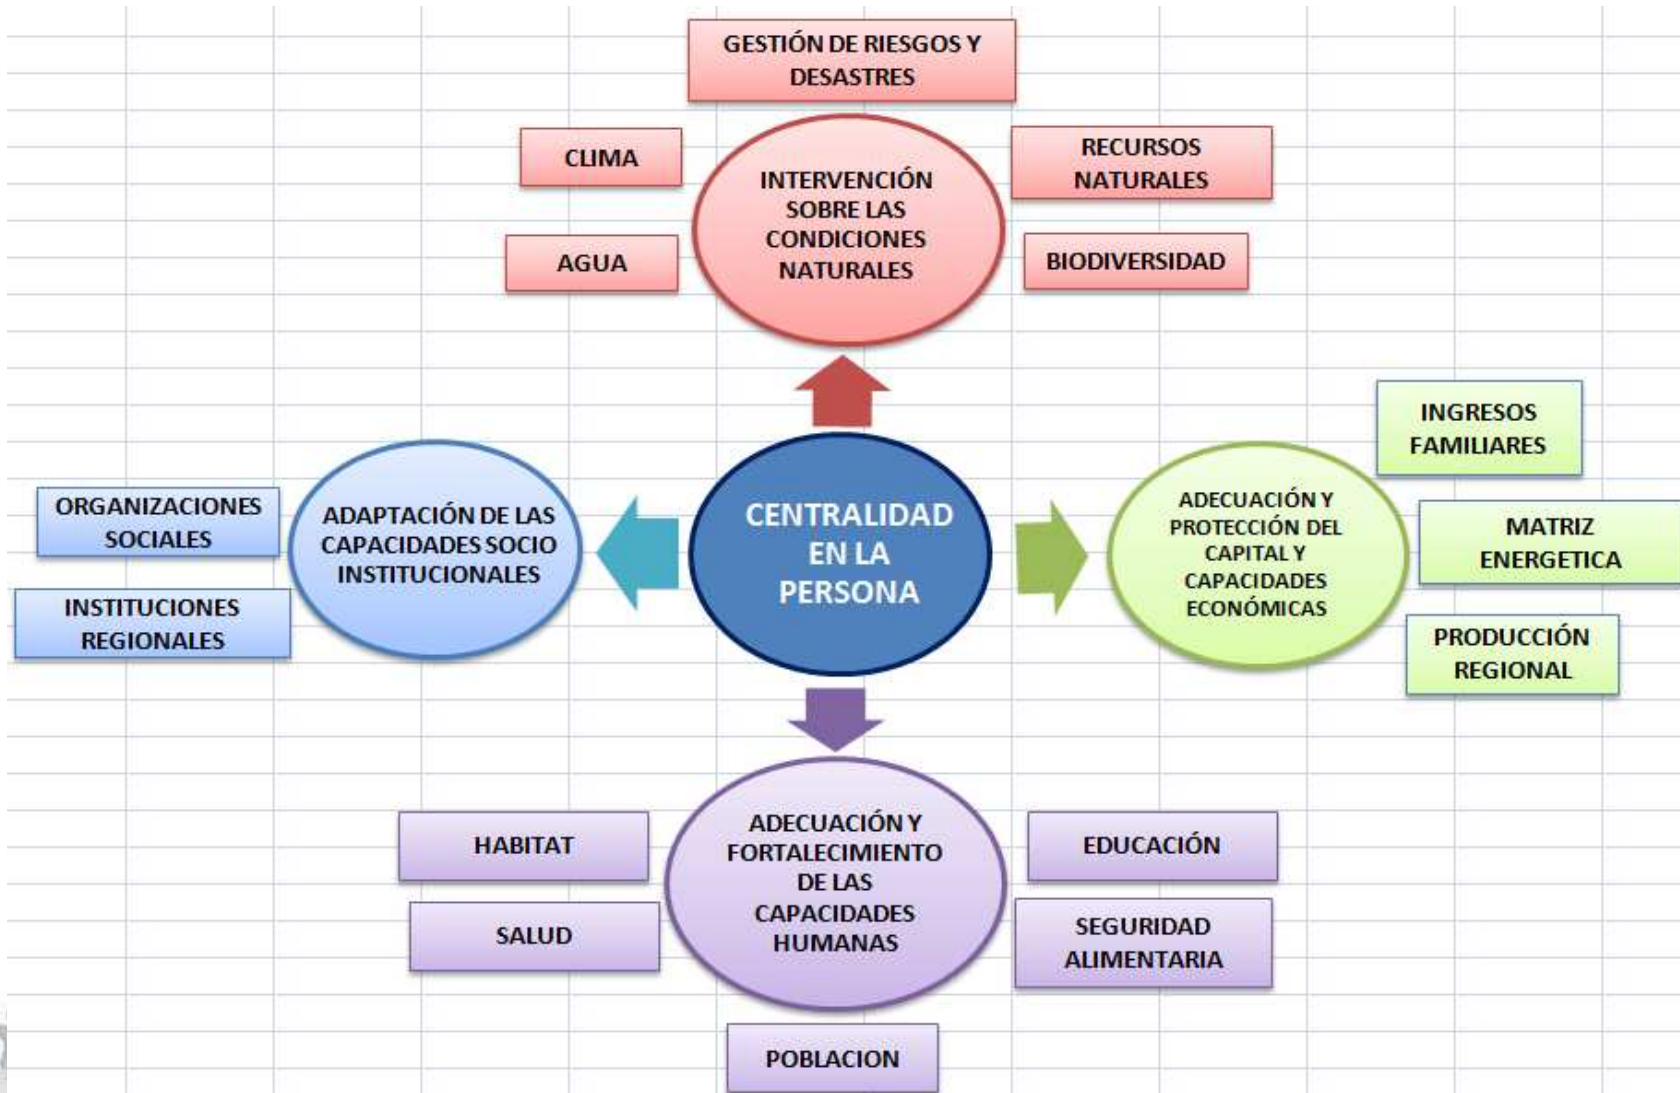 GESTIÓN DE RIESGOS Y
DESASTRES
CLIMA
RECURSOS
NATURALES
INTERVENCIÓN
SOBRE LAS
CONDICIONES
NATURALES
AGUA
BIODIVERSIDAD
INGRESOS
FAMILIARES
ORGANIZACIONES
SOCIALES
ADAPTACIÓN DE LAS
CAPACIDADES SOCIO
INSTITUCIONALES
CENTRALIDAD
EN LA
PERSONA
ADECUACIÓN Y
PROTECCIÓN DEL
CAPITAL Y
CAPACIDADES
ECONÓMICAS
MATRIZ
ENERGETICA
INSTITUCIONES
REGIONALES
PRODUCCIÓN
REGIONAL
HABITAT
ADECUACIÓN Y
FORTALECIMIENTO
DE LAS
CAPACIDADES
HUMANAS
EDUCACIÓN
SALUD
SEGURIDAD
ALIMENTARIA
POBLACION